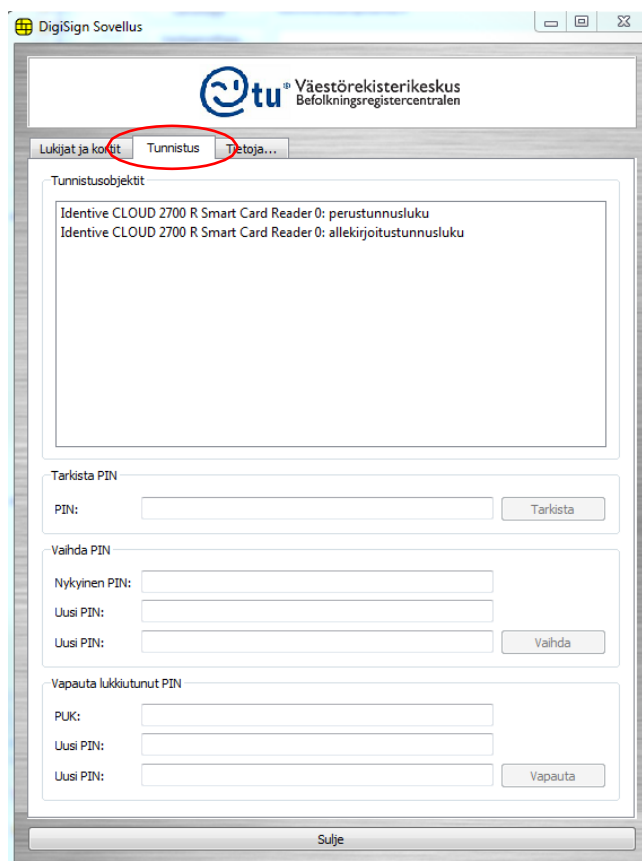 DigiSign Sovellus
etu® Väestörekisterikeskus
Befolkningsregistercentralen
Lukijat ja kortit Tunnistus Tietoja...
Tunnistusobjektit
Identive CLOUD 2700 R Smart Card Reader 0: perustunnusluku
Identive CLOUD 2700 R Smart Card Reader 0: allekirjoitustunnusluku
Tarkista PIN
PIN: Tarkista
Vaihda PIN
Nykyinen PIN:
Uusi PIN:
Uusi PIN: Vaihda
Vapauta lukkiutunut PIN
PUK:
Uusi PIN:
Uusi PIN: Vapauta
Sulje